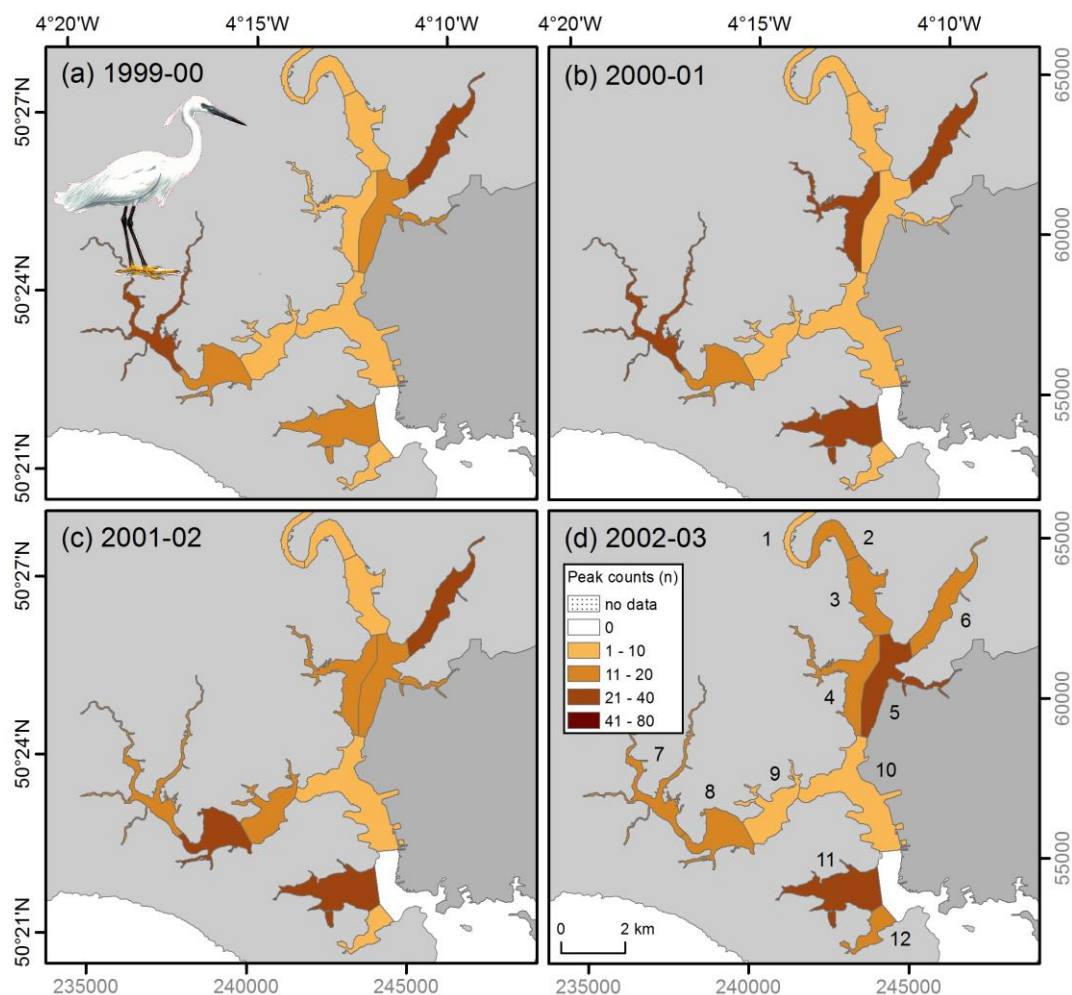 4°20'W 4°15'W 4°10'W 4°20'W 4°15'W 4°10'W
(a) 1999-00
(b) 2000-01
50°27'N
50°24'N
50°21'N
65000
60000
55000
(c) 2001-02
(d) 2002-03
1
2
3
Peak counts (n)
no data
0
1 - 10
11 - 20
21 - 40
41 - 80
6
4
5
7
8
9
10
11
12
0 2 km
50°27'N
50°24'N
50°21'N
65000
60000
55000
235000 240000 245000 235000 240000 245000